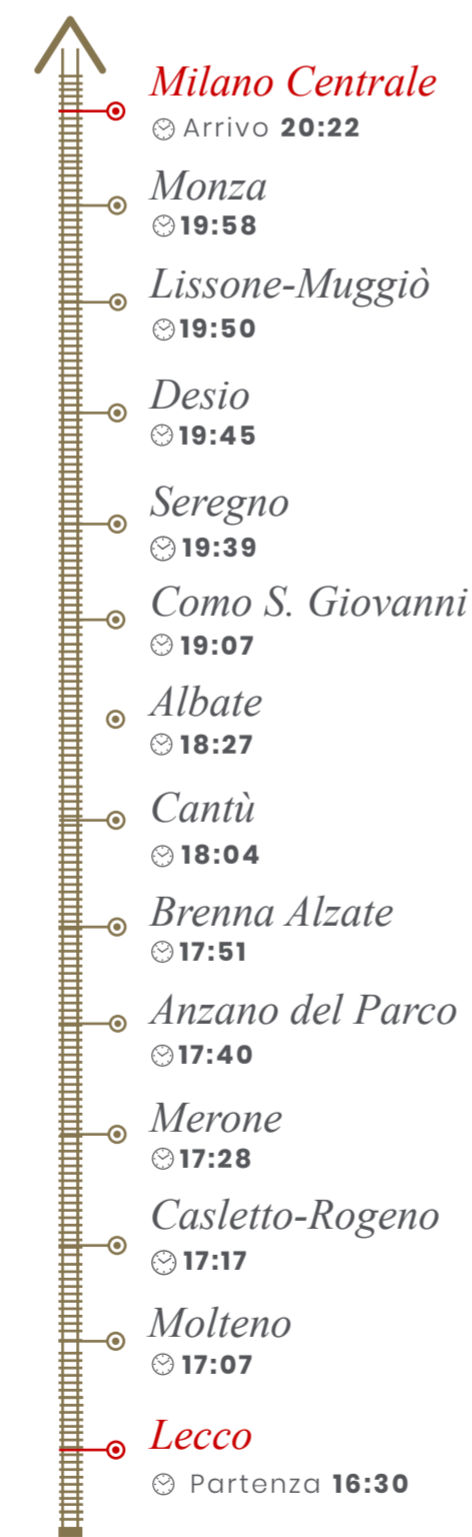 Milano Centrale
Arrivo 20:22
Monza
19:58
Lissone-Muggiò
19:50
Desio
19:45
Seregno
19:39
Como S. Giovanni
19:07
Albate
18:27
Cantù
18:04
Brenna Alzate
17:51
Anzano del Parco
17:40
Merone
17:28
Casletto-Rogeno
17:17
Molteno
17:07
Lecco
Partenza 16:30